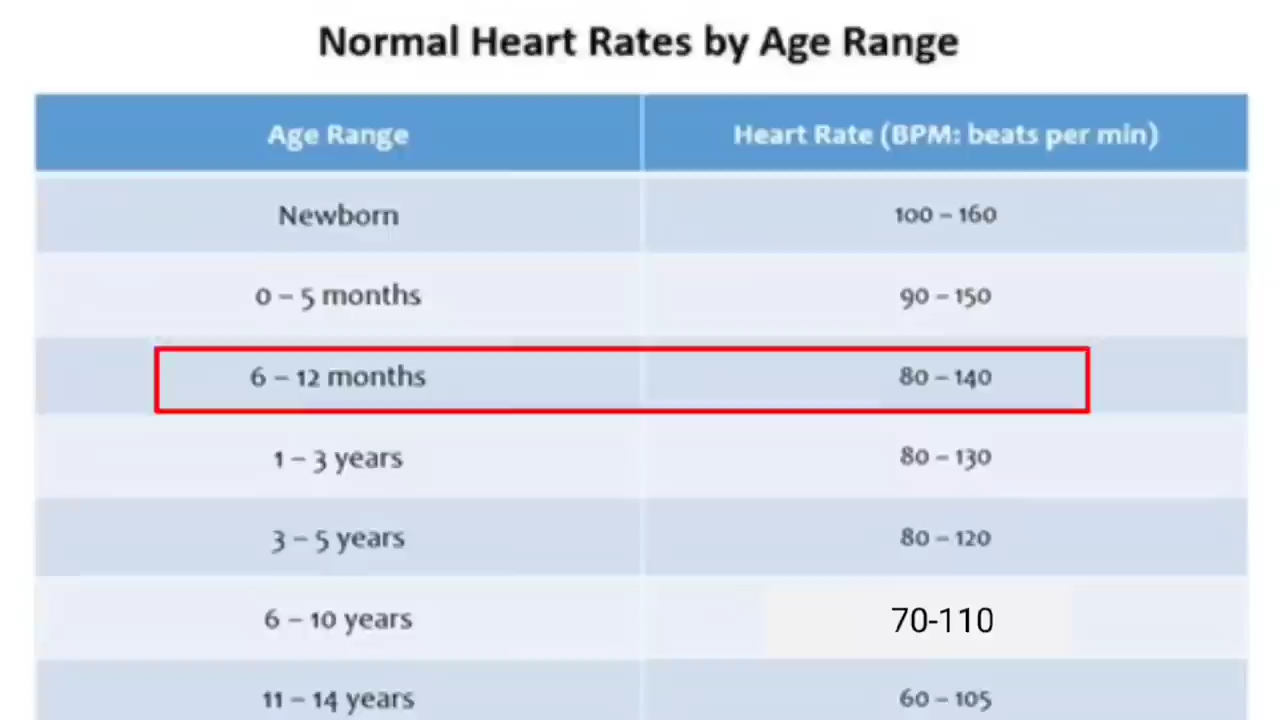 Normal Heart Rates by Age Range
Age Range Heart Rate (BPM: beats per min)
Newborn 100 – 160
0 – 5 months 90 – 150
6 – 12 months 80 – 140
1 – 3 years 80 – 130
3 – 5 years 80 – 120
6 – 10 years 70-110
11 – 14 years 60 – 105